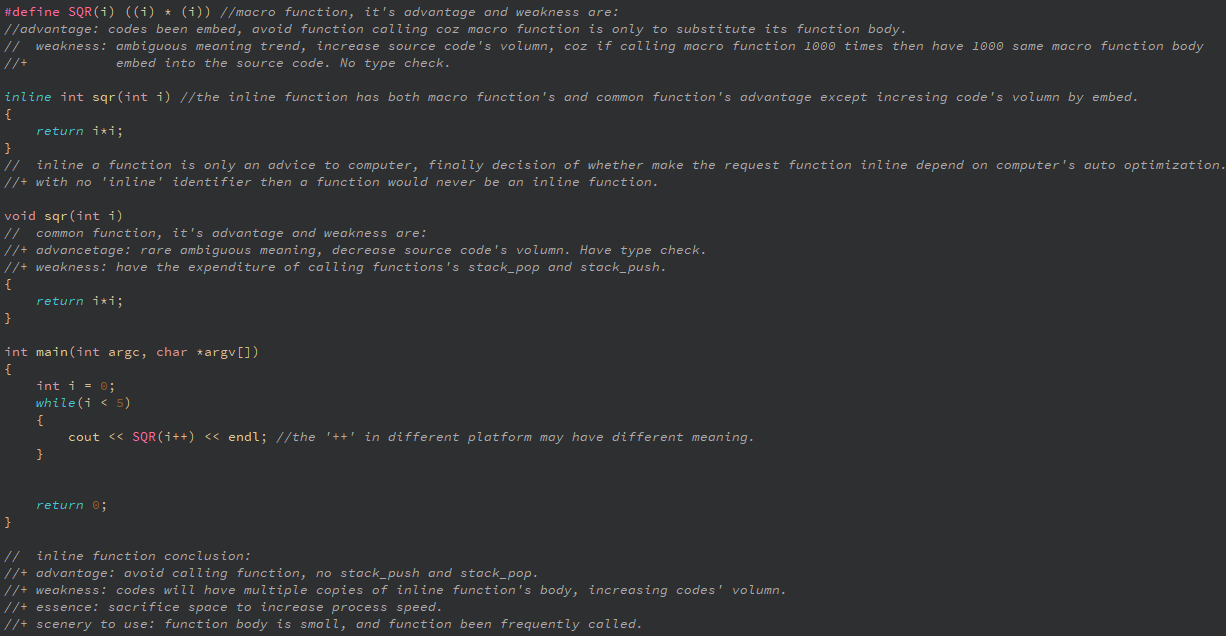 #define SQR(i) ((i) * (i)) //macro function, it's advantage and weakness are:
//advantage: codes been embed, avoid function calling coz macro function is only to substitute its function body.
//  weakness: ambiguous meaning trend, increase source code's volumn, coz if calling macro function 1000 times then have 1000 same macro function body
//+           embed into the source code. No type check.
inline int sqr(int i) //the inline function has both macro function's and common function's advantage except incresing code's volumn by embed.
{
    return i*i;
}
//  inline a function is only an advice to computer, finally decision of whether make the request function inline depend on computer's auto optimization.
//+ with no 'inline' identifier then a function would never be an inline function.
void sqr(int i)
//  common function, it's advantage and weakness are:
//+ advancetage: rare ambiguous meaning, decrease source code's volumn. Have type check.
//+ weakness: have the expenditure of calling functions's stack_pop and stack_push.
{
    return i*i;
}
int main(int argc, char *argv[])
{
    int i = 0;
    while(i < 5)
    {
        cout << SQR(i++) << endl; //the '++' in different platform may have different meaning.
    }
    return 0;
}
//  inline function conclusion:
//+ advantage: avoid calling function, no stack_push and stack_pop.
//+ weakness: codes will have multiple copies of inline function's body, increasing codes' volumn.
//+ essence: sacrifice space to increase process speed.
//+ scenery to use: function body is small, and function been frequently called.